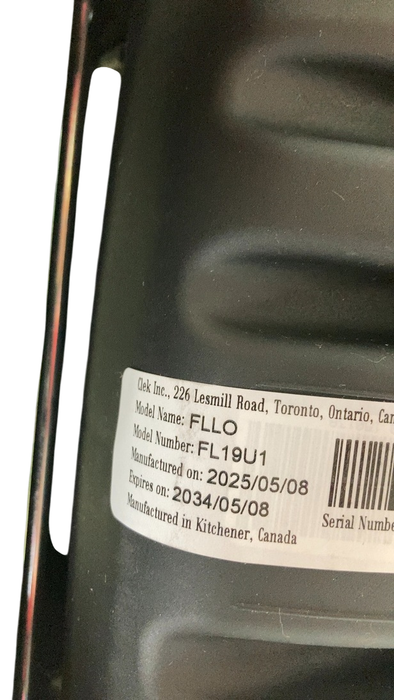 Clek Inc., 226 Lesmill Road, Toronto, Ontario,
Model Name: FLLO
Model Number: FL19U1
Manufactured on: 2025/05/08
Expires on: 2034/05/08
Manufactured in Kitchener, Canada
Serial